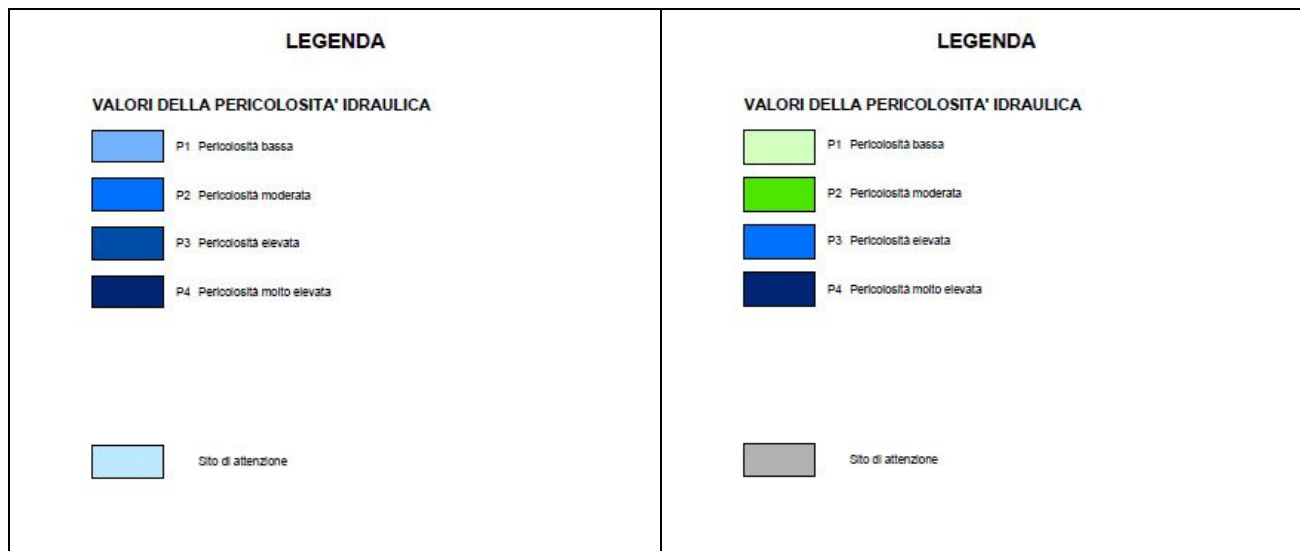 LEGENDA
VALORI DELLA PERICOLOSITA' IDRAULICA
P1 Pericolosità bassa
P2 Pericolosità moderata
P3 Pericolosità elevata
P4 Pericolosità molto elevata
Sito di attenzione
LEGENDA
VALORI DELLA PERICOLOSITA' IDRAULICA
P1 Pericolosità bassa
P2 Pericolosità moderata
P3 Pericolosità elevata
P4 Pericolosità molto elevata
Sito di attenzione